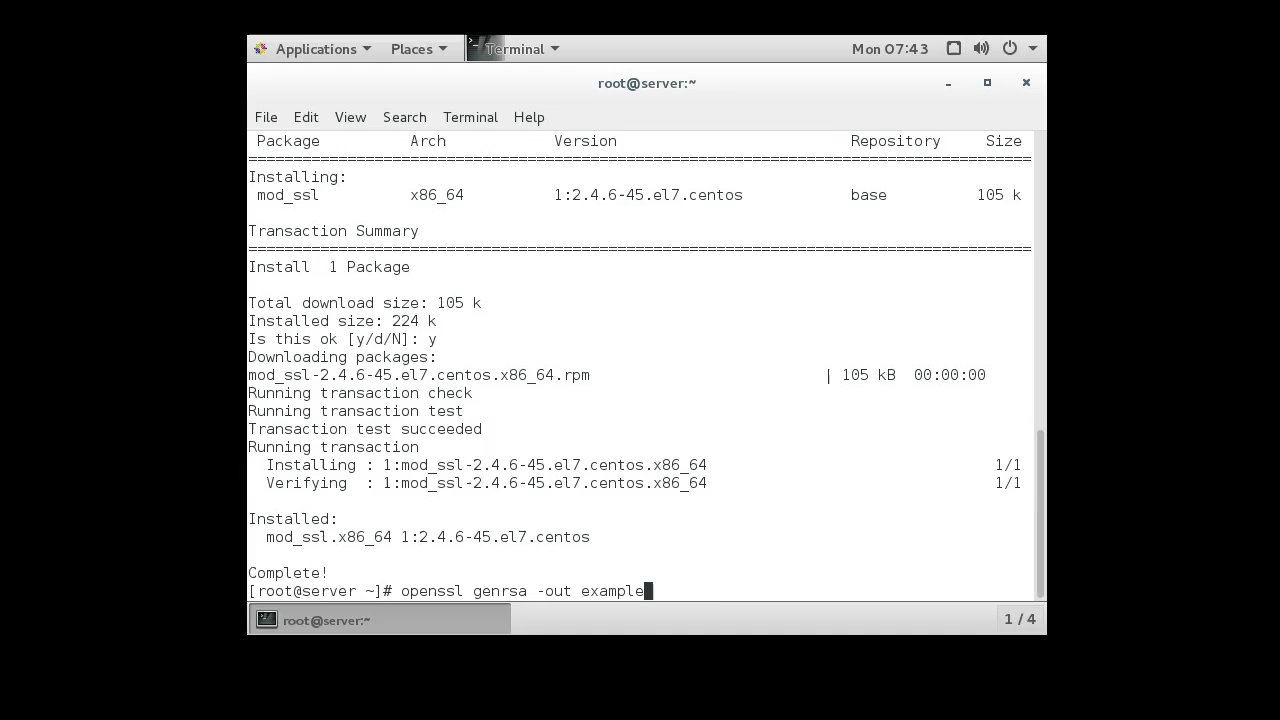 Applications Places Terminal Mon 07:43
root@server:~
File Edit View Search Terminal Help
Package Arch Version Repository Size
================================================================================
Installing:
mod_ssl x86_64 1:2.4.6-45.el7.centos base 105 k
Transaction Summary
================================================================================
Install 1 Package
Total download size: 105 k
Installed size: 224 k
Is this ok [y/d/N]: y
Downloading packages:
mod_ssl-2.4.6-45.el7.centos.x86_64.rpm | 105 kB 00:00:00
Running transaction check
Running transaction test
Transaction test succeeded
Running transaction
Installing : 1:mod_ssl-2.4.6-45.el7.centos.x86_64 1/1
Verifying : 1:mod_ssl-2.4.6-45.el7.centos.x86_64 1/1
Installed:
mod_ssl.x86_64 1:2.4.6-45.el7.centos
Complete!
[root@server ~]# openssl genrsa -out example
root@server:~ 1 / 4